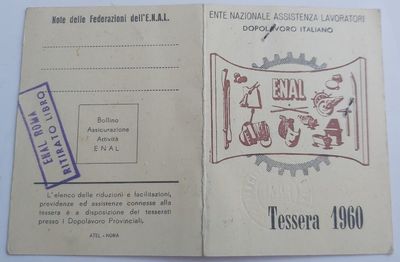 Note delle Federazioni dell'E.N.A.L.
ENAL ROMA
RITIRATO LIBRO
Bollino
Assicurazione
Attività
ENAL
L'elenco delle riduzioni e facilitazioni,
previdenze ed assistenze connesse alla
tessera è a disposizione dei tesserati
presso i Dopolavoro Provinciali.
ATEL - ROMA
ENTE NAZIONALE ASSISTENZA LAVORATORI
DOPOLAVORO ITALIANO
ENAL
Tessera 1960